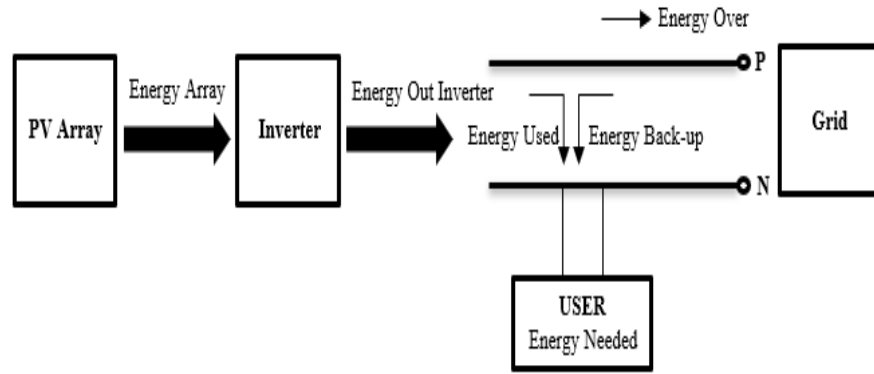 Energy Over
P
Energy Array
Energy Out Inverter
PV Array
Inverter
Grid
Energy Used
Energy Back-up
N
USER
Energy Needed